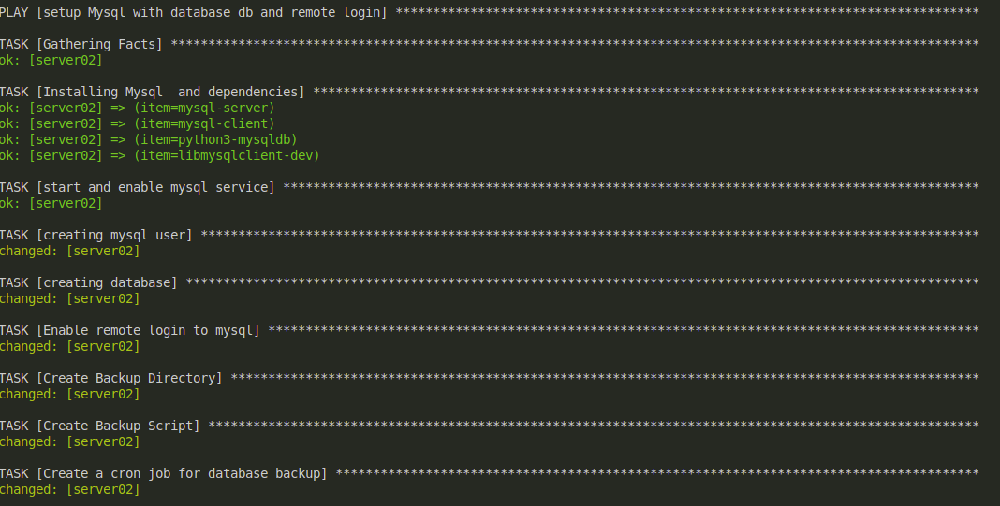 PLAY [setup Mysql with database db and remote login] ******************************************************************************
TASK [Gathering Facts] ************************************************************************************************************
ok: [server02]
TASK [Installing Mysql  and dependencies] *****************************************************************************************
ok: [server02] => (item=mysql-server)
ok: [server02] => (item=mysql-client)
ok: [server02] => (item=python3-mysqldb)
ok: [server02] => (item=libmysqlclient-dev)
TASK [start and enable mysql service] *********************************************************************************************
ok: [server02]
TASK [creating mysql user] ********************************************************************************************************
changed: [server02]
TASK [creating database] **********************************************************************************************************
changed: [server02]
TASK [Enable remote login to mysql] ***********************************************************************************************
changed: [server02]
TASK [Create Backup Directory] ****************************************************************************************************
changed: [server02]
TASK [Create Backup Script] *******************************************************************************************************
changed: [server02]
TASK [Create a cron job for database backup] **************************************************************************************
changed: [server02]